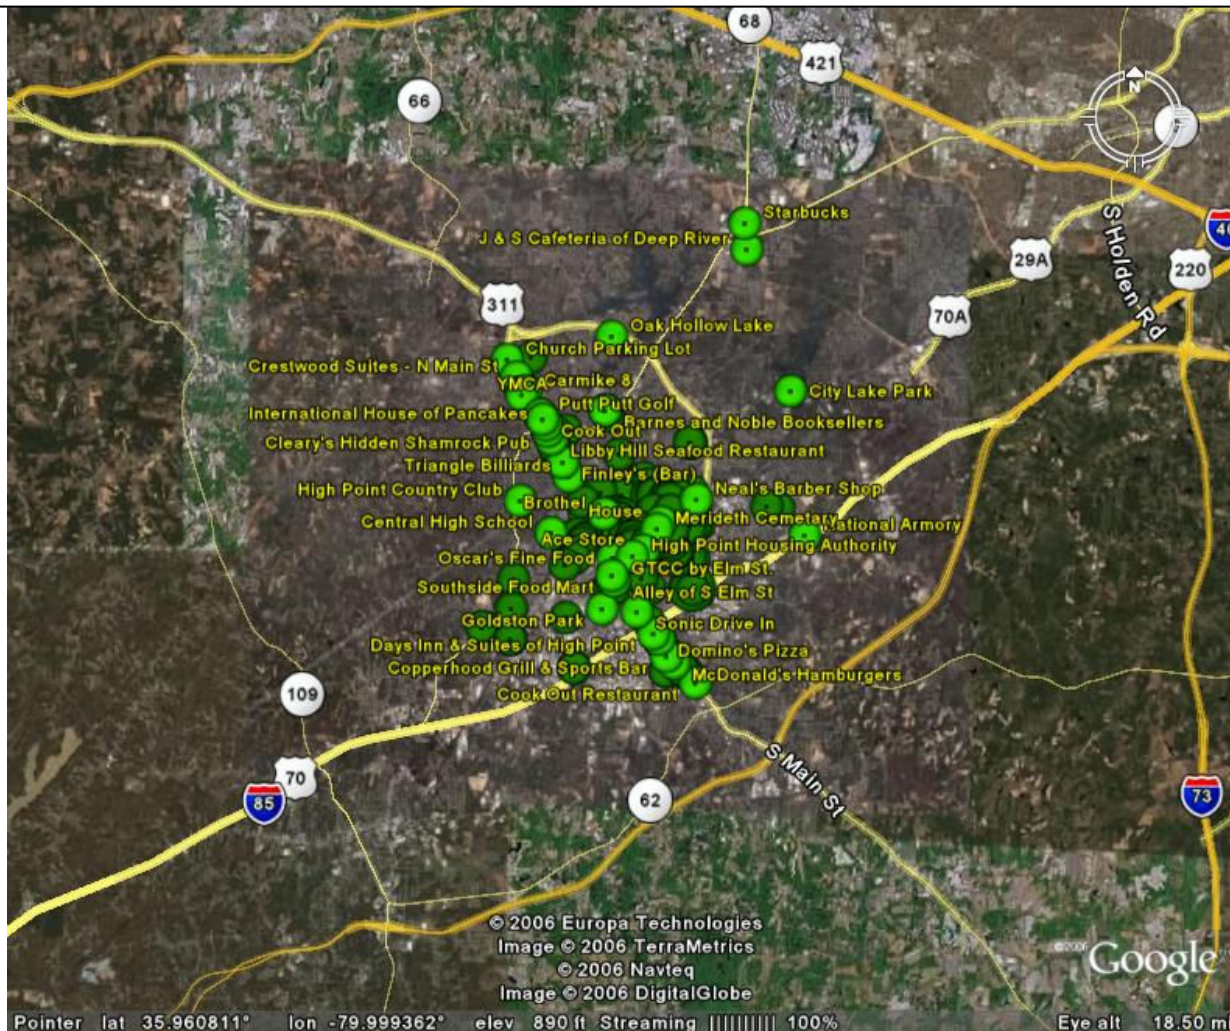 68
421
66
N
Starbucks
J & S Cafeteria of Deep River
S Holden Rd
40
29A
220
311
70A
Oak Hollow Lake
Church Parking Lot
Crestwood Suites - N Main St
Carmike 8
YMCA
City Lake Park
Putt Putt Golf
International House of Pancakes
Barnes and Noble Booksellers
Cook Out
Cleary's Hidden Shamrock Pub
Libby Hill Seafood Restaurant
Triangle Billiards
Finley's (Bar)
High Point Country Club
Neal's Barber Shop
Brothel
House
Central High School
Merideth Cemetary
National Armory
Ace Store
High Point Housing Authority
Oscar's Fine Food
GTCC by Elm St.
Southside Food Mart
Alley of S Elm St
Goldston Park
Sonic Drive In
Days Inn & Suites of High Point
Domino's Pizza
Copperhood Grill & Sports Bar
McDonald's Hamburgers
Cook Out Restaurant
109
70
85
S Main St
62
73
© 2006 Europa Technologies
Image © 2006 TerraMetrics
© 2006 Navteq
Image © 2006 DigitalGlobe
©2006 Google
Pointer lat 35.960811° lon -79.999362° elev 890 ft Streaming |||||||||| 100% Eye alt 18.50 mi